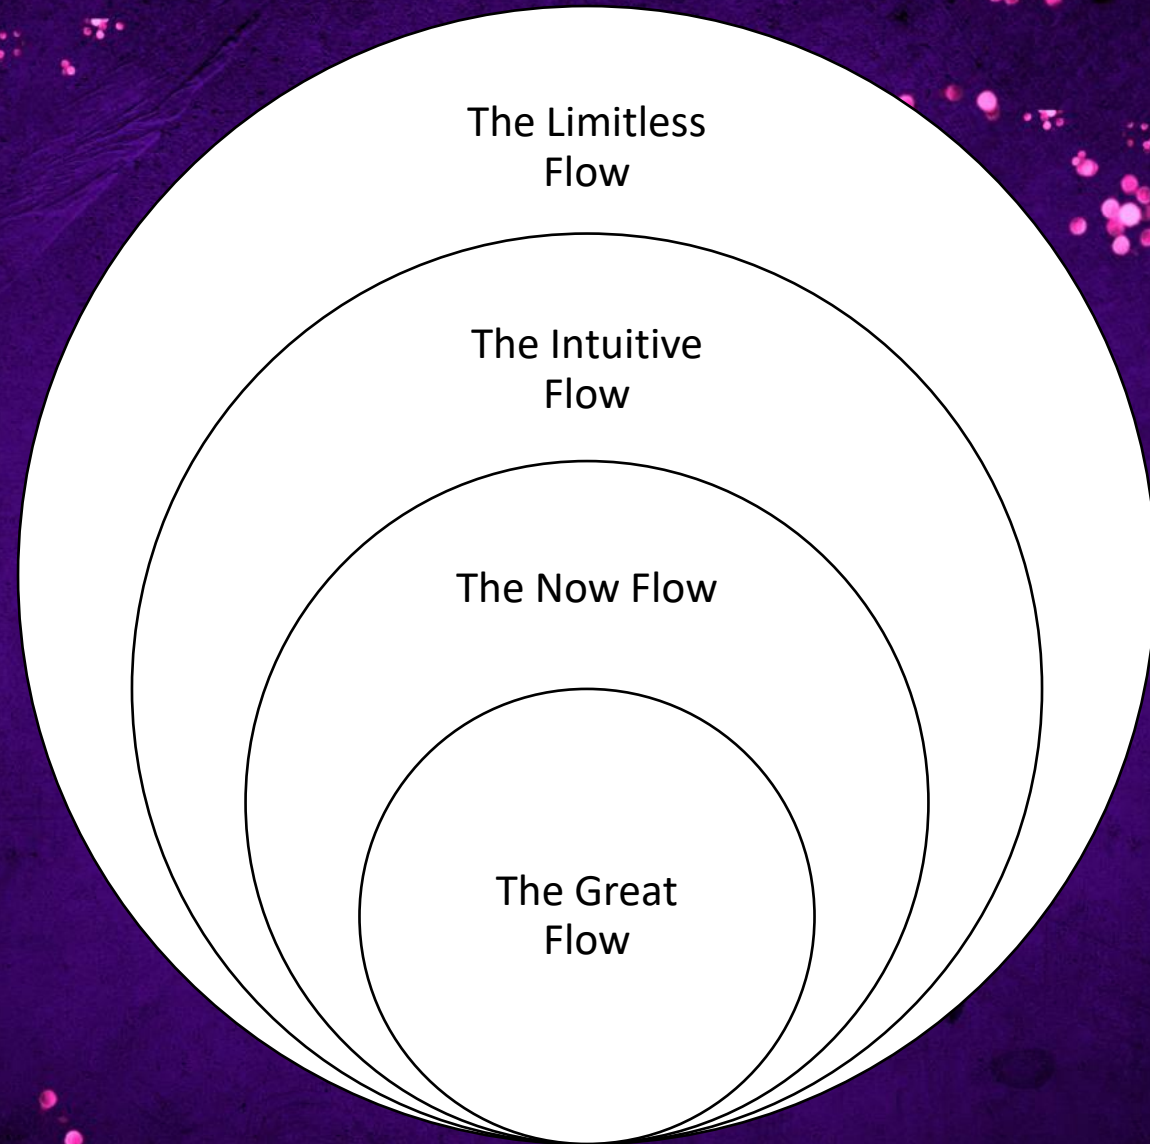 The Limitless
Flow
The Intuitive
Flow
The Now Flow
The Great
Flow